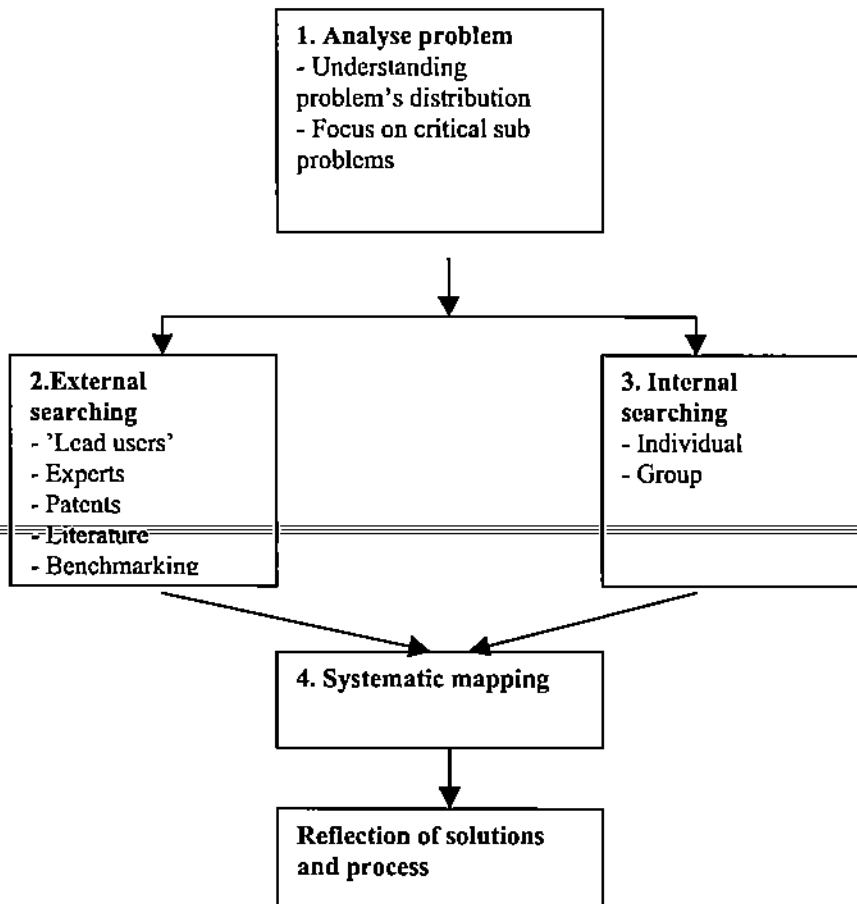 1. Analyse problem
- Understanding
problem's distribution
- Focus on critical sub
problems
2.External
searching
- 'Lead users'
- Experts
- Patents
- Literature
- Benchmarking
3. Internal
searching
- Individual
- Group
4. Systematic mapping
Reflection of solutions
and process